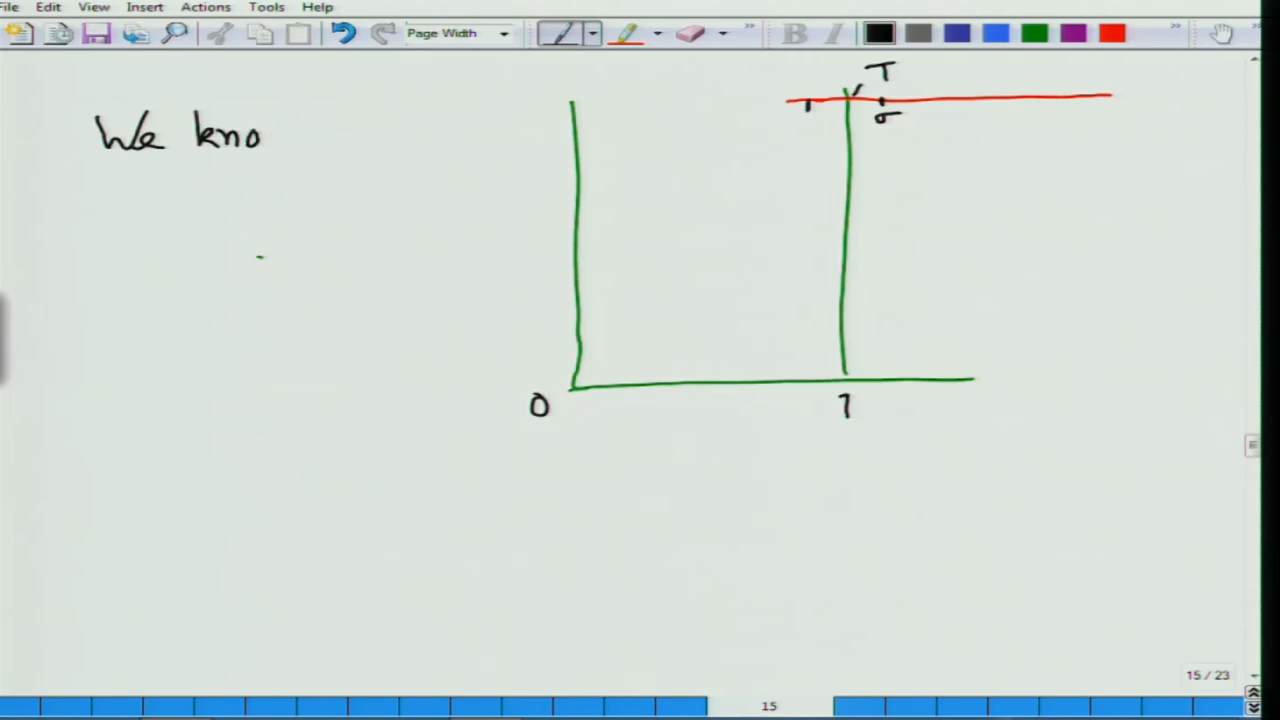 File Edit View Insert Actions Tools Help
Page Width B I
T
We kno
σ
0 1
15 / 23
15